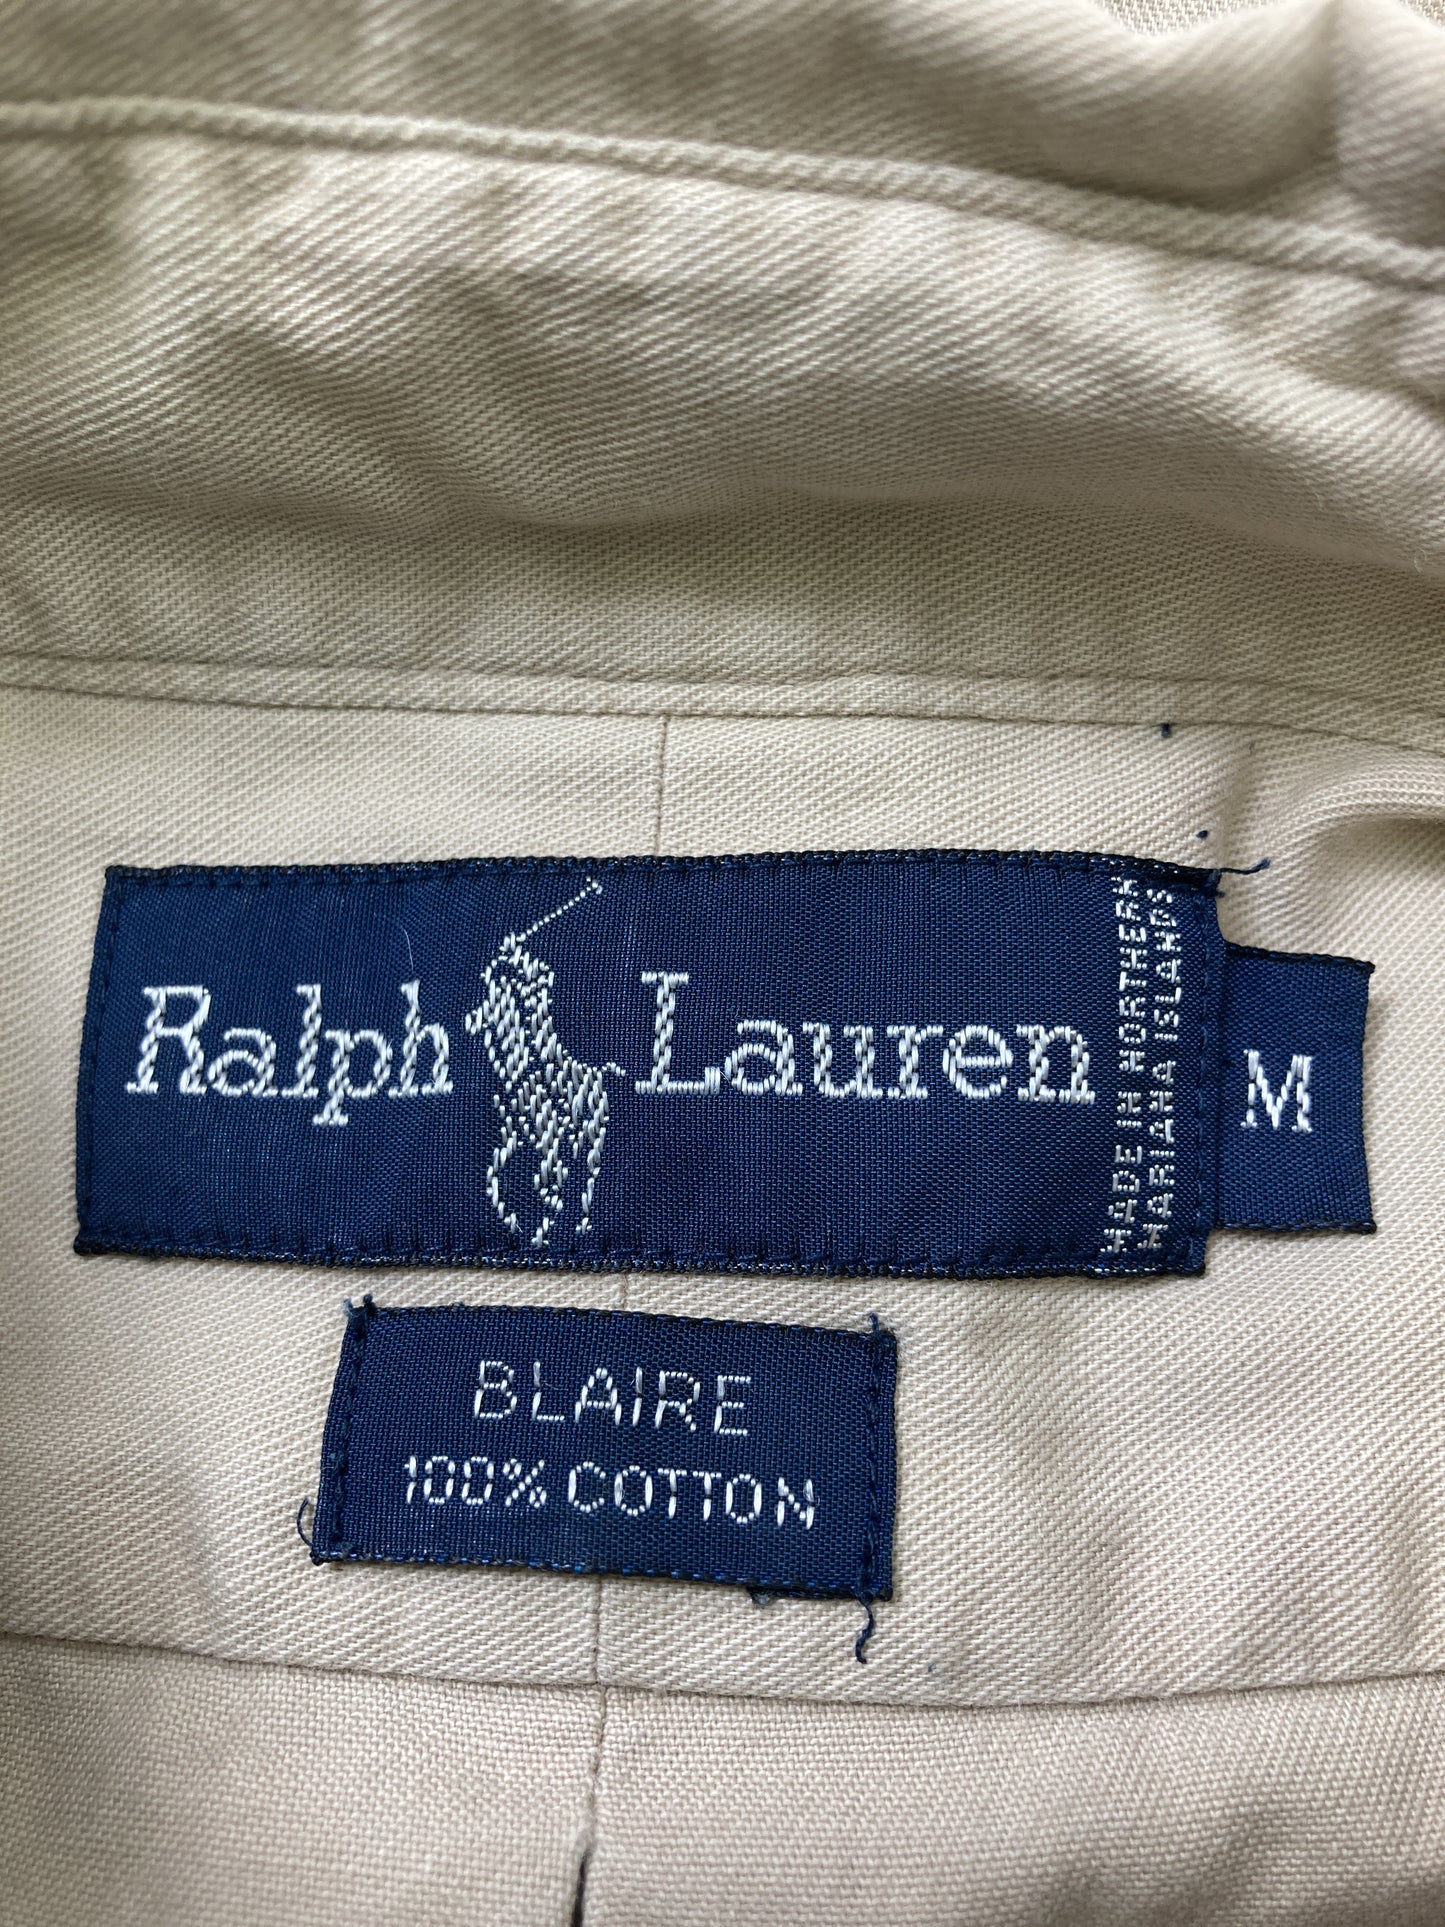 Ralph Lauren
MADE IN NORTHERN
MARIANA ISLANDS
M
BLAIRE
100% COTTON